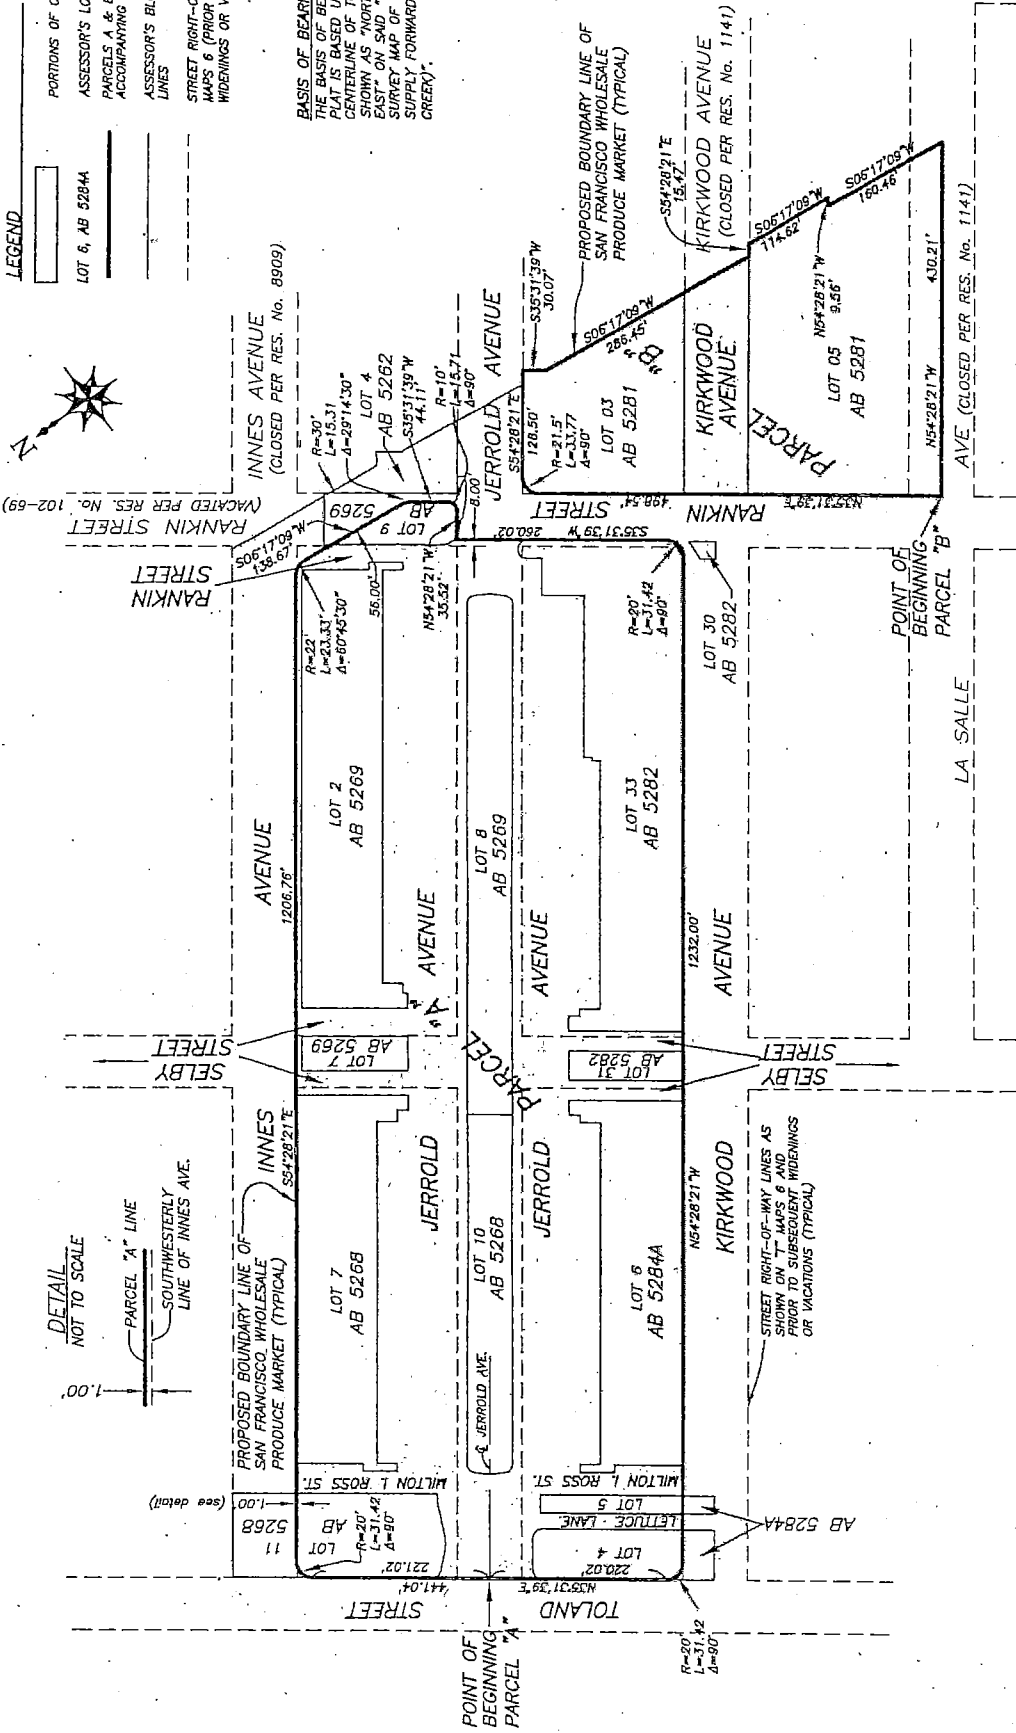 LEGEND
PORTIONS OF C
LOT 6, AB 5284A
ASSESSOR'S LO
PARCELS A & B
ACCOMPANYING
ASSESSOR'S BL
LINES
STREET RIGHT-O
MAPS 6 (PRIOR
WIDENINGS OR V
BASIS OF BEARI
THE BASIS OF BE
PLAT IS BASED U
CENTERLINE OF T
SHOWN AS "NORT
EAST" ON SAID "
SURVEY MAP OF
SUPPLY FORWARD
CREEK)".
N
DETAIL
NOT TO SCALE
1.00'
PARCEL "A" LINE
SOUTHWESTERLY
LINE OF INNES AVE.
PROPOSED BOUNDARY LINE OF
SAN FRANCISCO WHOLESALE
PRODUCE MARKET (TYPICAL)
INNES
S54°28'21"E
AVENUE
1206.76'
INNES AVENUE
(CLOSED PER RES. No. 8909)
RANKIN STREET
(VACATED PER RES. No. 102-69)
RANKIN
STREET
S06°17'09"W
138.67'
R=30'
L=15.31
Δ=29°14'30"
LOT 4
AB 5262
S35°31'39"W
44.11'
R=10'
L=15.71
Δ=90°
LOT 9
AB
5269
R=22'
L=23.33'
Δ=60°45'30"
56.00'
N54°28'21"W
35.52'
8.00'
JERROLD AVENUE
S54°28'21"E
128.50'
S35°31'39"W
30.07'
PROPOSED BOUNDARY LINE OF
SAN FRANCISCO WHOLESALE
PRODUCE MARKET (TYPICAL)
R=21.5'
L=33.77
Δ=90°
S06°17'09"W
286.45'
"B"
LOT 03
AB 5281
S54°28'21"E
15.47'
KIRKWOOD AVENUE
(CLOSED PER RES. No. 1141)
KIRKWOOD
AVENUE
S06°17'09"W
114.62'
N54°28'21"W
9.56'
S06°17'09"W
160.46'
LOT 05
AB 5281
PARCEL
N54°28'21"W
430.21'
RANKIN STREET
498.54'
N35°31'39"E
S35°31'39"W
260.02'
R=20'
L=31.42
Δ=90°
LOT 30
AB 5282
POINT OF
BEGINNING
PARCEL "B"
LA SALLE
AVE (CLOSED PER RES. No. 1141)
(see detail)
1.00'
LOT
11
AB
5268
R=20'
L=31.42
Δ=90°
221.02'
MILTON L ROSS ST.
LOT 7
AB 5268
SELBY
STREET
LOT 7
AB 5269
LOT 2
AB 5269
JERROLD
AVENUE
PARCEL
"A"
℄ JERROLD AVE.
LOT 10
AB 5268
LOT 8
AB 5269
JERROLD
AVENUE
TOLAND
STREET
441.04'
N35°31'39"E
POINT OF
BEGINNING
PARCEL "A"
LOT 4
220.02'
LETTUCE LANE
LOT 5
MILTON L ROSS ST.
AB 5284A
R=20'
L=31.42
Δ=90°
LOT 6
AB 5284A
LOT 31
AB 5282
SELBY
STREET
LOT 33
AB 5282
N54°28'21"W
1232.00'
KIRKWOOD
AVENUE
STREET RIGHT-OF-WAY LINES AS
SHOWN ON "T" MAPS 6 AND
PRIOR TO SUBSEQUENT WIDENINGS
OR VACATIONS (TYPICAL)